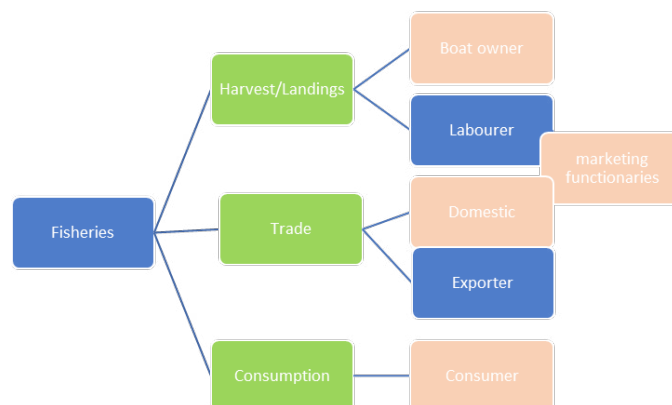 Boat owner
Harvest/Landings
Labourer
marketing
functionaries
Domestic
Fisheries
Trade
Exporter
Consumption
Consumer